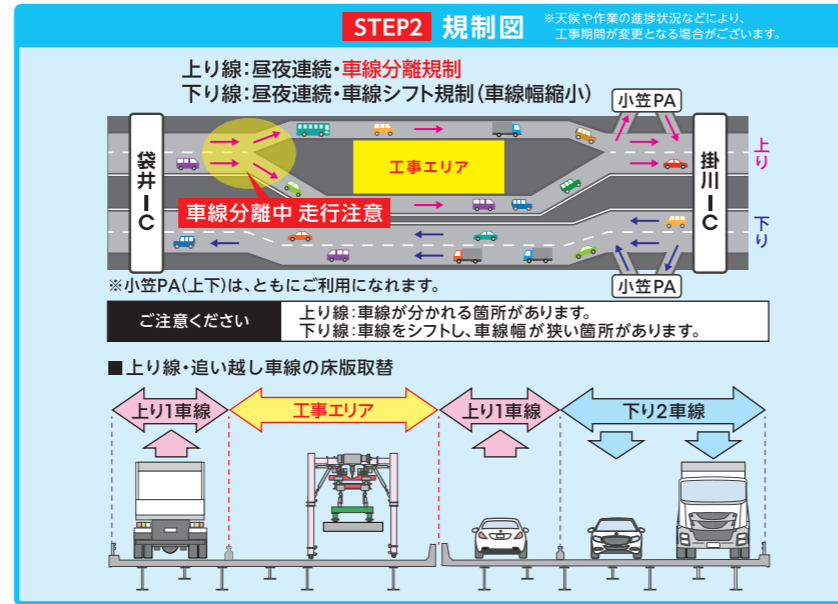 STEP2 規制図
※天候や作業の進捗状況などにより、
工事期間が変更となる場合がございます。
上り線:昼夜連続・車線分離規制
下り線:昼夜連続・車線シフト規制(車線幅縮小)
小笠PA
袋井IC
工事エリア
掛川IC
上り
車線分離中 走行注意
下り
小笠PA
※小笠PA(上下)は、ともにご利用になれます。
ご注意ください
上り線:車線が分かれる箇所があります。
下り線:車線をシフトし、車線幅が狭い箇所があります。
■上り線・追い越し車線の床版取替
上り1車線
工事エリア
上り1車線
下り2車線